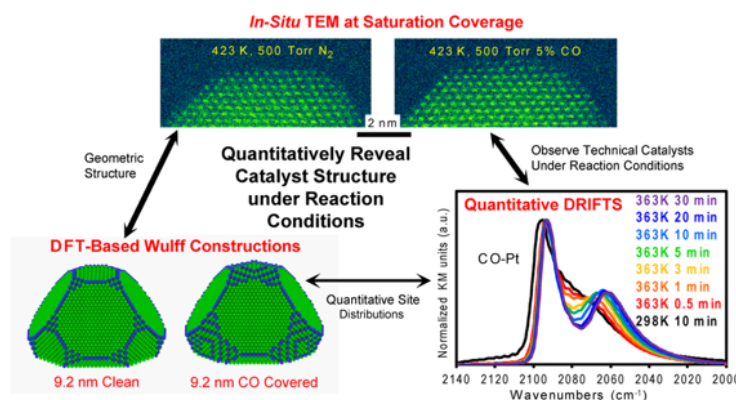 In-Situ TEM at Saturation Coverage
423 K, 500 Torr N2
423 K, 500 Torr 5% CO
2 nm
Geometric
Structure
Quantitatively Reveal
Catalyst Structure
under Reaction
Conditions
Observe Technical Catalysts
Under Reaction Conditions
DFT-Based Wulff Constructions
9.2 nm Clean
9.2 nm CO Covered
Quantitative Site
Distributions
Quantitative DRIFTS
CO-Pt
363K 30 min
363K 20 min
363K 10 min
363K 5 min
363K 3 min
363K 1 min
363K 0.5 min
298K 10 min
Normalized KM units (a.u.)
2140 2120 2100 2080 2060 2040 2020 2000
Wavenumbers (cm-1)